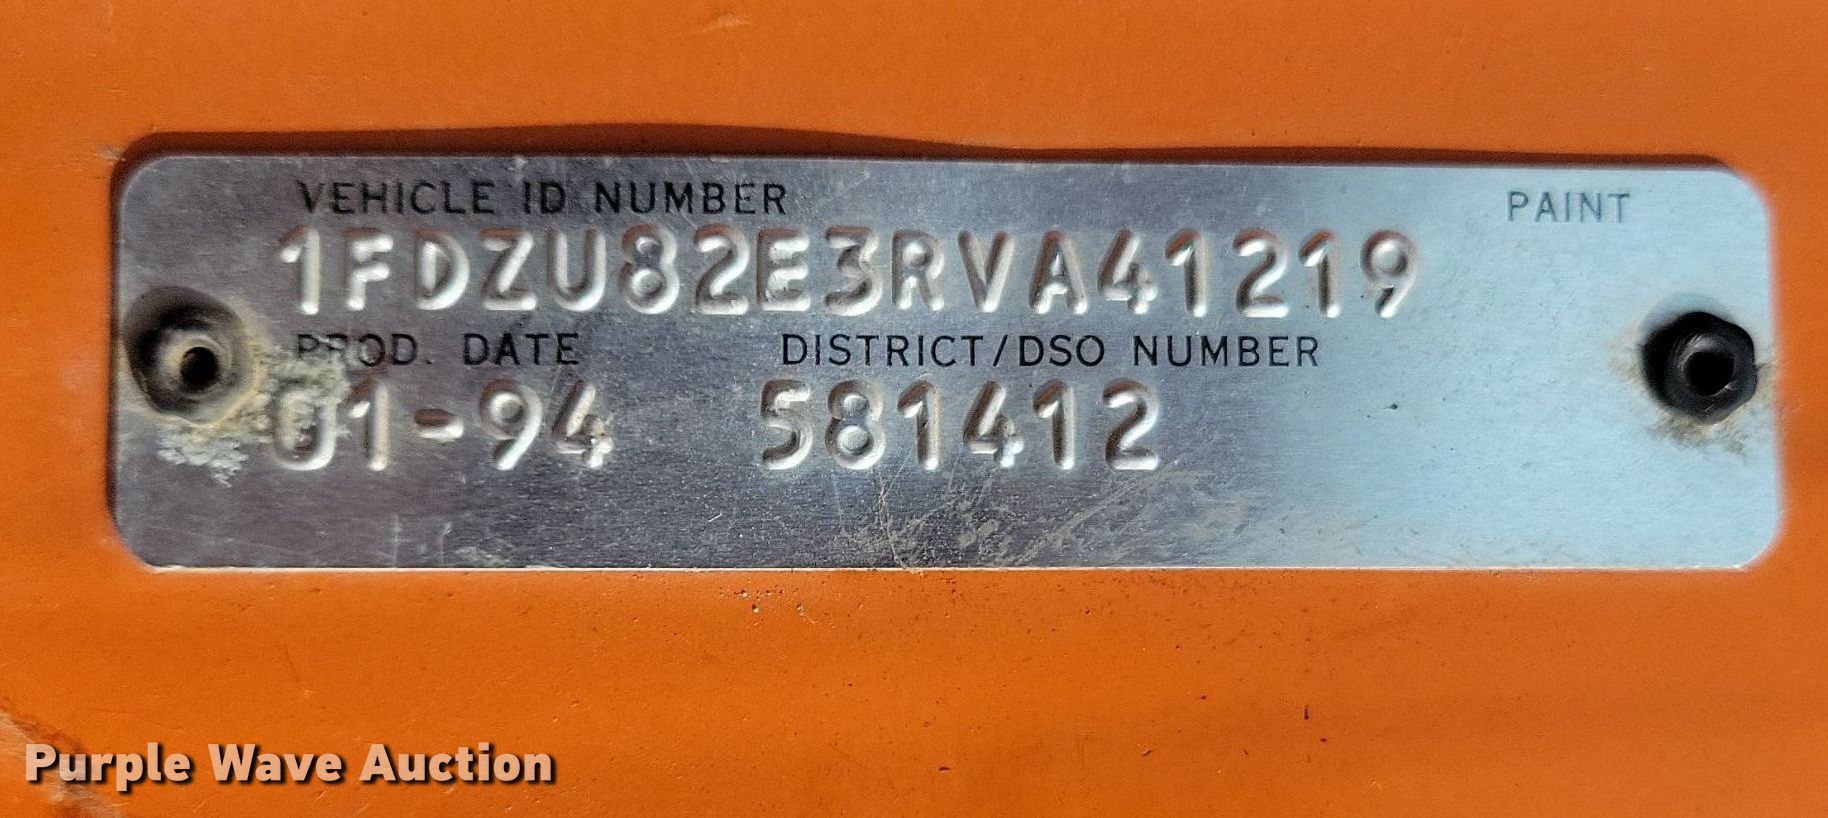 VEHICLE ID NUMBER PAINT
1FDZU82E3RVA41219
PROD. DATE DISTRICT/DSO NUMBER
01-94 581412
Purple Wave Auction